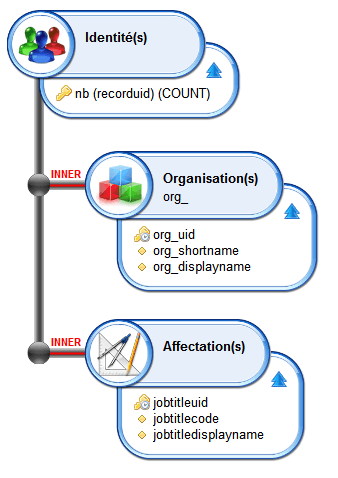 Identité(s)
nb (recorduid) (COUNT)
INNER
Organisation(s)
org_
org_uid
org_shortname
org_displayname
INNER
Affectation(s)
jobtitleuid
jobtitlecode
jobtitledisplayname